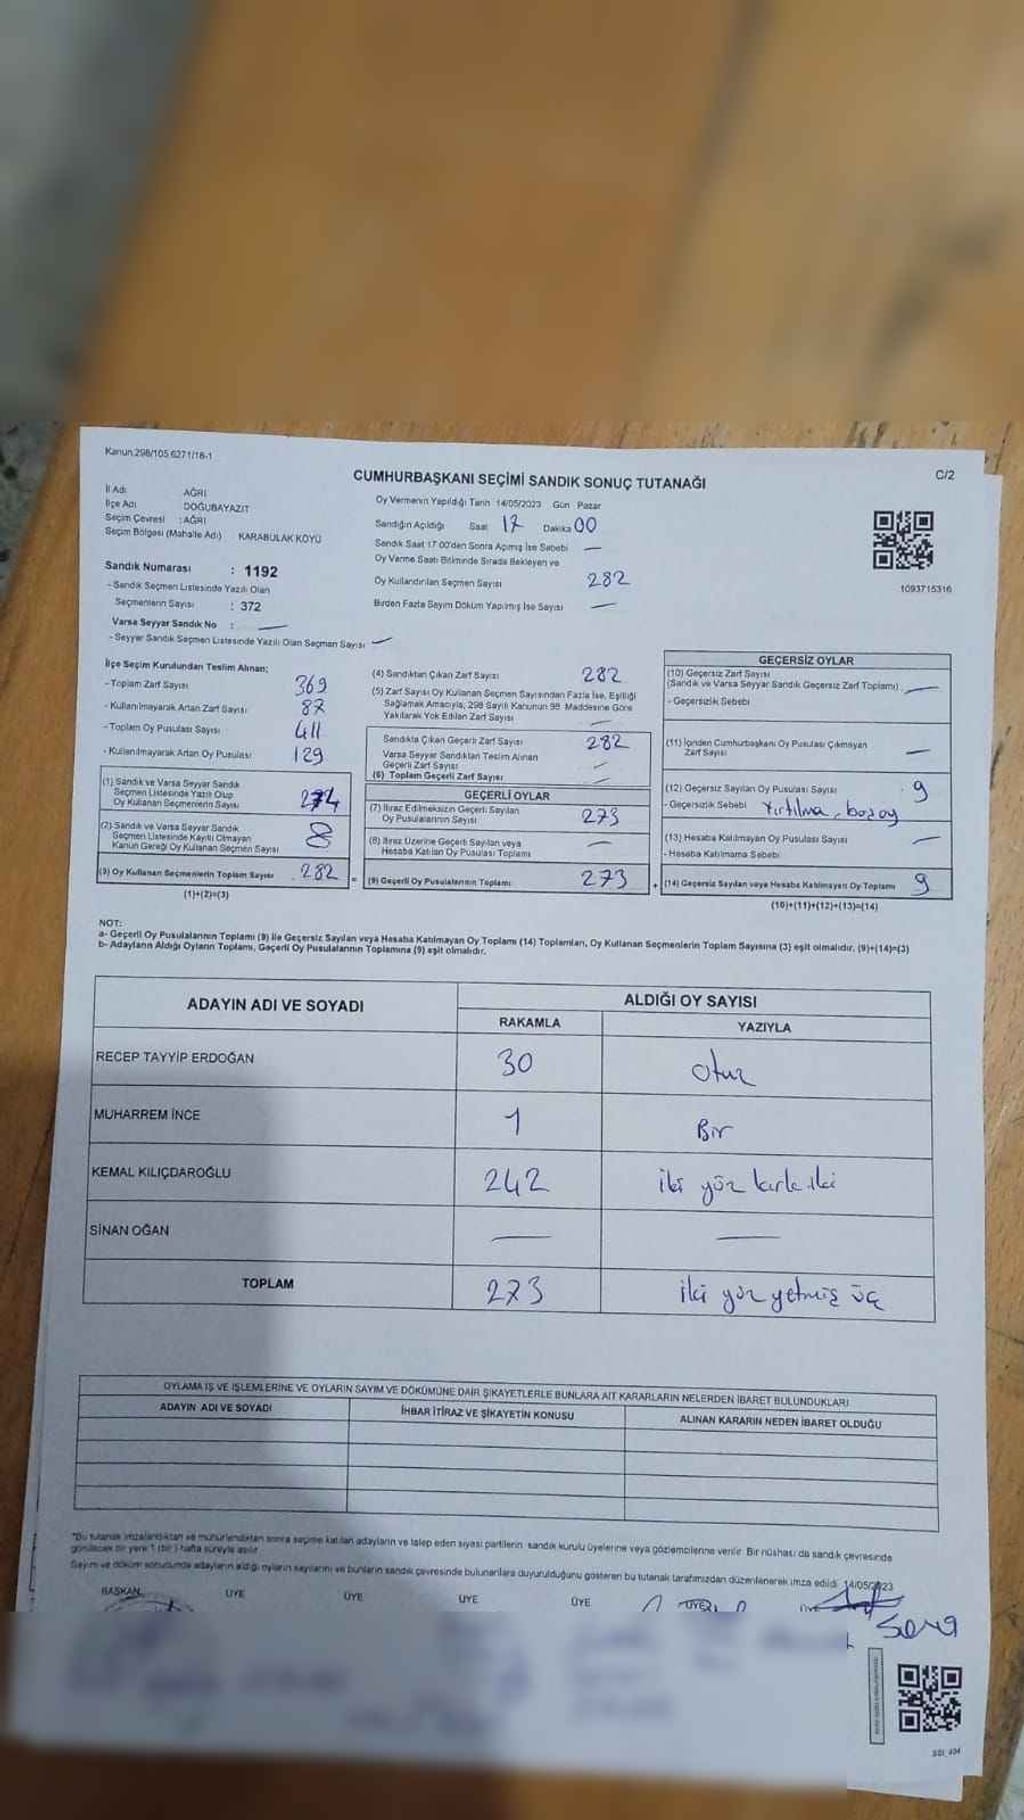 Kanun 298/105 6271/18-1
CUMHURBAŞKANI SEÇİMİ SANDIK SONUÇ TUTANAĞI
C/2
İl Adı AĞRI
İlçe Adı DOĞUBAYAZIT
Seçim Çevresi : AĞRI
Seçim Bölgesi (Mahalle Adı) KARABULAK KÖYÜ
Sandık Numarası : 1192
- Sandık Seçmen Listesinde Yazılı Olan
Seçmenlerin Sayısı : 372
Varsa Seyyar Sandık No : —
- Seyyar Sandık Seçmen Listesinde Yazılı Olan Seçmen Sayısı —
Oy Vermenin Yapıldığı Tarih 14/05/2023 Gün Pazar
Sandığın Açıldığı Saat 17 Dakika 00
Sandık Saat 17 00'den Sonra Açılmış İse Sebebi —
Oy Verme Saati Bitiminde Sırada Bekleyen ve
Oy Kullandırılan Seçmen Sayısı 282
Birden Fazla Sayım Döküm Yapılmış İse Sayısı —
1093715316
İlçe Seçim Kurulundan Teslim Alınan;
- Toplam Zarf Sayısı 369
- Kullanılmayarak Artan Zarf Sayısı 87
- Toplam Oy Pusulası Sayısı 411
- Kullanılmayarak Artan Oy Pusulası 129
(1) Sandık ve Varsa Seyyar Sandık
Seçmen Listesinde Yazılı Olup
Oy Kullanan Seçmenlerin Sayısı 274
(2) Sandık ve Varsa Seyyar Sandık
Seçmen Listesinde Kayıtlı Olmayan
Kanun Gereği Oy Kullanan Seçmen Sayısı 8
(3) Oy Kullanan Seçmenlerin Toplam Sayısı 282
(1)+(2)=(3)
(4) Sandıktan Çıkan Zarf Sayısı 282
(5) Zarf Sayısı Oy Kullanan Seçmen Sayısından Fazla İse, Eşitliği
Sağlamak Amacıyla, 298 Sayılı Kanunun 98. Maddesine Göre
Yakılarak Yok Edilen Zarf Sayısı —
Sandıkta Çıkan Geçerli Zarf Sayısı 282
Varsa Seyyar Sandıktan Teslim Alınan
Geçerli Zarf Sayısı —
(6) Toplam Geçerli Zarf Sayısı —
GEÇERLİ OYLAR
(7) İtiraz Edilmeksizin Geçerli Sayılan
Oy Pusulalarının Sayısı 273
(8) İtiraz Üzerine Geçerli Sayılan veya
Hesaba Katılan Oy Pusulası Toplamı —
= (9) Geçerli Oy Pusulalarının Toplamı 273
GEÇERSİZ OYLAR
(10) Geçersiz Zarf Sayısı
(Sandık ve Varsa Seyyar Sandık Geçersiz Zarf Toplamı) —
- Geçersizlik Sebebi
(11) İçinden Cumhurbaşkanı Oy Pusulası Çıkmayan
Zarf Sayısı —
(12) Geçersiz Sayılan Oy Pusulası Sayısı 9
- Geçersizlik Sebebi Yırtılma,
(13) Hesaba Katılmayan Oy Pusulası Sayısı —
- Hesaba Katılmama Sebebi
+ (14) Geçersiz Sayılan veya Hesaba Katılmayan Oy Toplamı 9
(10)+(11)+(12)+(13)=(14)
NOT:
a- Geçerli Oy Pusulalarının Toplamı (9) ile Geçersiz Sayılan veya Hesaba Katılmayan Oy Toplamı (14) Toplamları, Oy Kullanan Seçmenlerin Toplam Sayısına (3) eşit olmalıdır. (9)+(14)=(3)
b- Adayların Aldığı Oyların Toplamı, Geçerli Oy Pusulalarının Toplamına (9) eşit olmalıdır.
ADAYIN ADI VE SOYADI ALDIĞI OY SAYISI
RAKAMLA YAZIYLA
RECEP TAYYİP ERDOĞAN 30 otuz
MUHARREM İNCE 1 Bir
KEMAL KILIÇDAROĞLU 242 iki yüz kırk iki
SİNAN OĞAN — —
TOPLAM 273 iki yüz yetmiş üç
OYLAMA İŞ VE İŞLEMLERİNE VE OYLARIN SAYIM VE DÖKÜMÜNE DAİR ŞİKAYETLERLE BUNLARA AİT KARARLARIN NELERDEN İBARET BULUNDUKLARI
ADAYIN ADI VE SOYADI İHBAR İTİRAZ VE ŞİKAYETİN KONUSU ALINAN KARARIN NEDEN İBARET OLDUĞU
"Bu tutanak imzalandıktan ve mühürlendikten sonra seçime katılan adayların ve talep eden siyasi partilerin sandık kurulu üyelerine veya gözlemcilerine verilir. Bir nüshası da sandık çevresinde
görülecek bir yere 1 (bir) hafta süreyle asılır.
Sayım ve döküm sonucunda adayların aldığı oyların sayılarını ve bunların sandık çevresinde bulunanlara duyurulduğunu gösteren bu tutanak tarafımızdan düzenlenerek imza edildi. 14/05/2023
BAŞKAN ÜYE ÜYE ÜYE ÜYE ÜYE